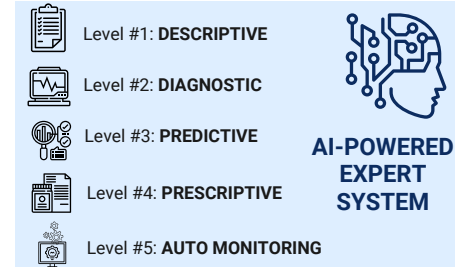 Level #1: DESCRIPTIVE
Level #2: DIAGNOSTIC
Level #3: PREDICTIVE
Level #4: PRESCRIPTIVE
Level #5: AUTO MONITORING
AI-POWERED
EXPERT
SYSTEM